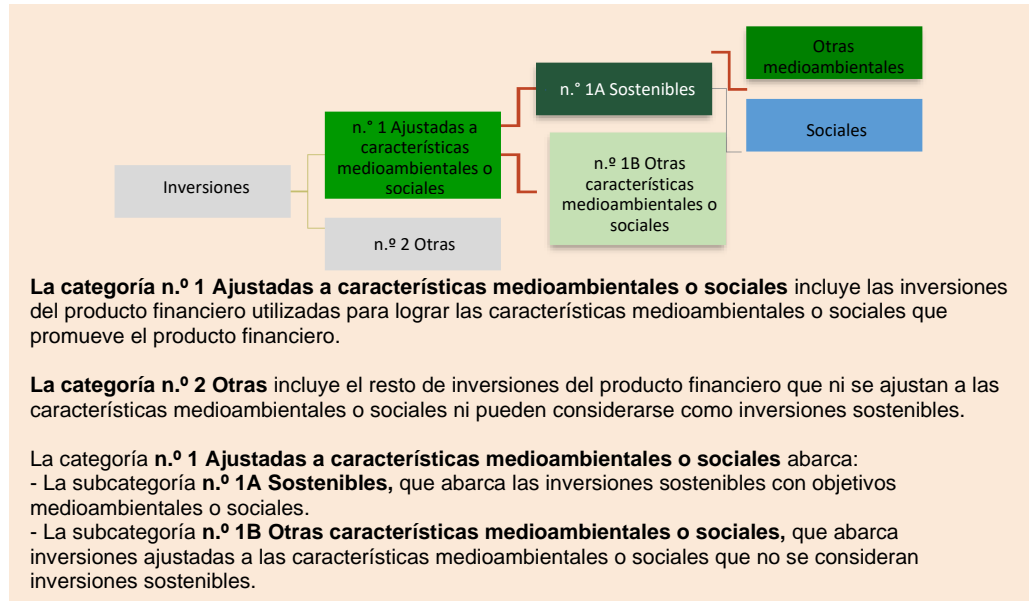 Otras
medioambientales
n.° 1A Sostenibles
Sociales
n.° 1 Ajustadas a
características
medioambientales o
sociales
n.º 1B Otras
características
medioambientales o
sociales
Inversiones
n.º 2 Otras
La categoría n.º 1 Ajustadas a características medioambientales o sociales incluye las inversiones
del producto financiero utilizadas para lograr las características medioambientales o sociales que
promueve el producto financiero.
La categoría n.º 2 Otras incluye el resto de inversiones del producto financiero que ni se ajustan a las
características medioambientales o sociales ni pueden considerarse como inversiones sostenibles.
La categoría n.º 1 Ajustadas a características medioambientales o sociales abarca:
- La subcategoría n.º 1A Sostenibles, que abarca las inversiones sostenibles con objetivos
medioambientales o sociales.
- La subcategoría n.º 1B Otras características medioambientales o sociales, que abarca
inversiones ajustadas a las características medioambientales o sociales que no se consideran
inversiones sostenibles.